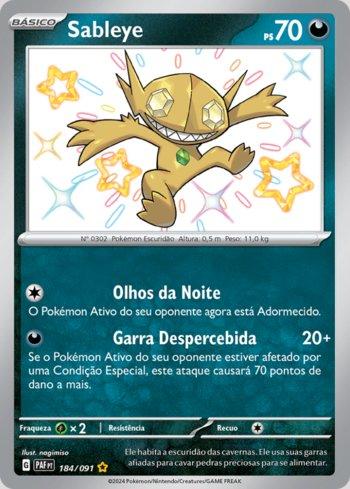 BÁSICO
Sableye
PS 70
Nº 0302 Pokémon Escuridão Altura: 0,5 m Peso: 11,0 kg
Olhos da Noite
O Pokémon Ativo do seu oponente agora está Adormecido.
Garra Despercebida 20+
Se o Pokémon Ativo do seu oponente estiver afetado por
uma Condição Especial, este ataque causará 70 pontos
de dano a mais.
Fraqueza ×2 Resistência Recuo
Ilust. nagimiso
G PAF PT 184/091
Ele habita a escuridão das cavernas. Ele usa suas garras
afiadas para cavar pedras preciosas para se alimentar.
©2024 Pokémon/Nintendo/Creatures/GAME FREAK